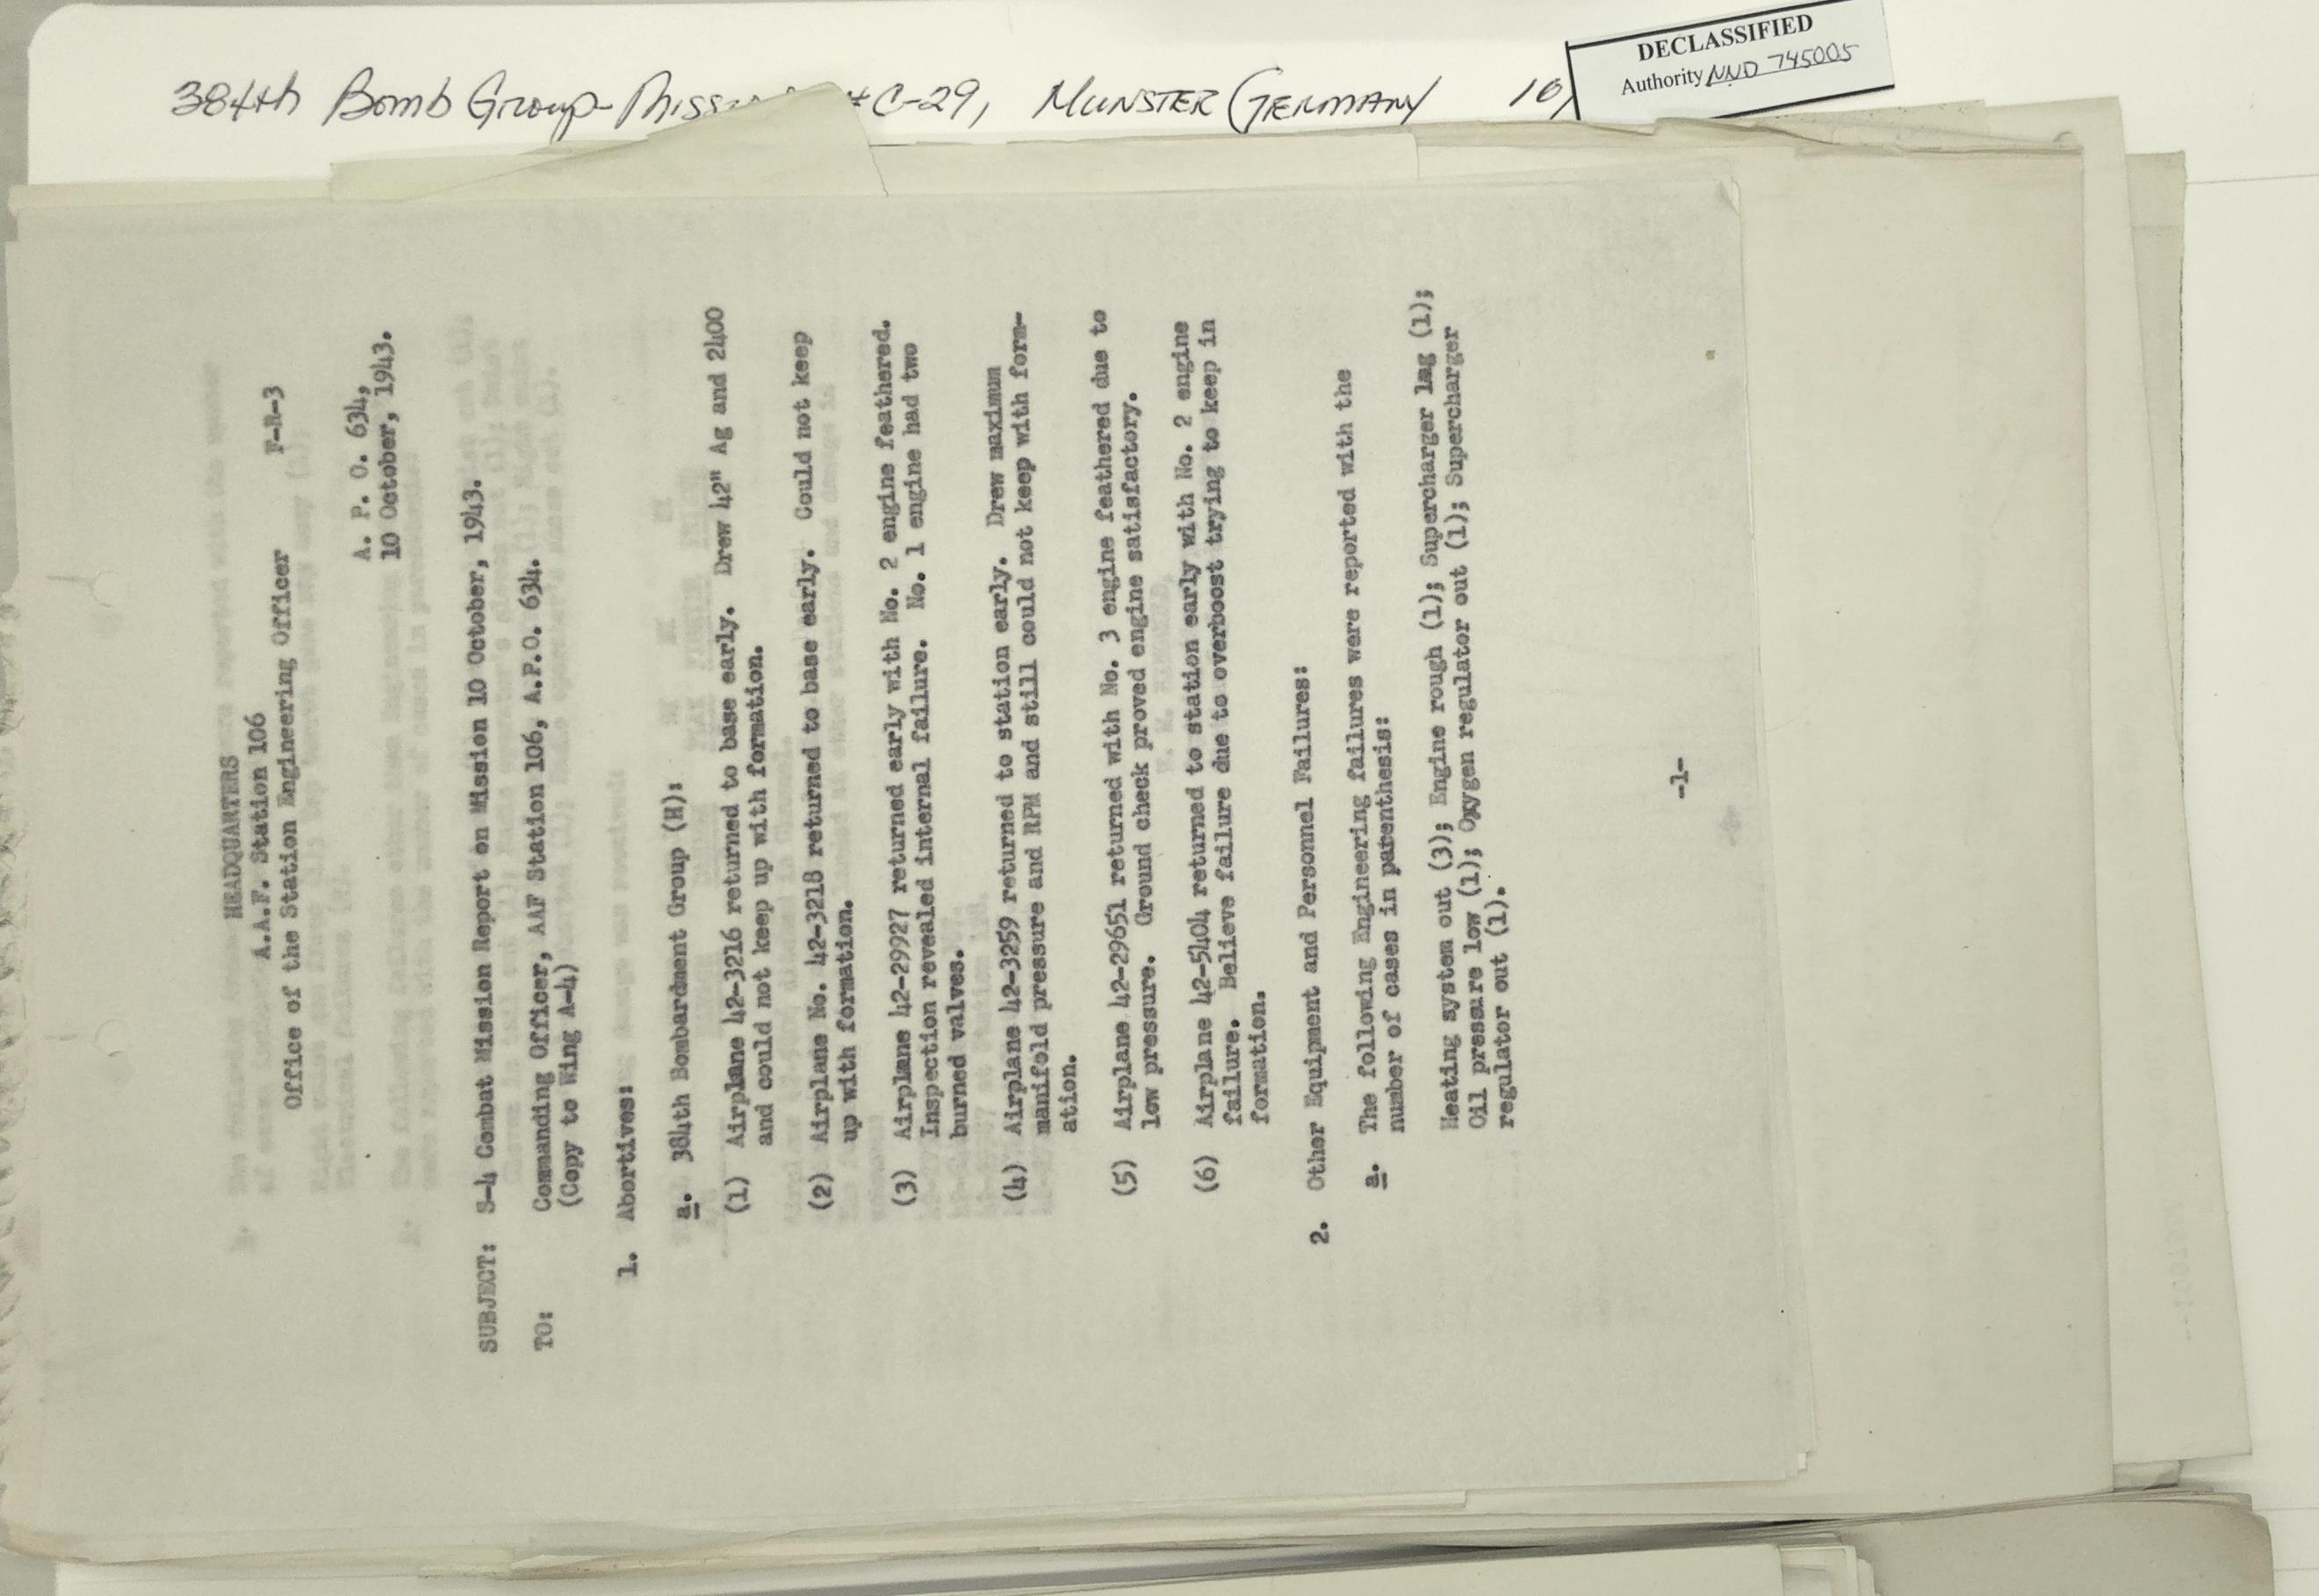 384th Bomb Group- #C-29, MUNSTER GERMANY 10
DECLASSIFIED
Authority NND 745005
HEADQUARTERS
A.A.F. Station 106
Office of the Station Engineering Officer F-R-3
A. P. O. 634,
10 October, 1943.
SUBJECT: S-4 Combat Mission Report on Mission 10 October, 1943.
TO: Commanding Officer, AAF Station 106, A.P.O. 634.
(Copy to Wing A-4)
1. Abortives:
a. 384th Bombardment Group (H):
(1) Airplane 42-3216 returned to base early. Drew 42" Ag and 2400
and could not keep up with formation.
(2) Airplane No. 42-3218 returned to base early. Could not keep
up with formation.
(3) Airplane 42-29927 returned early with No. 2 engine feathered.
Inspection revealed internal failure. No. 1 engine had two
burned valves.
(4) Airplane 42-3259 returned to station early. Drew maximum
manifold pressure and RPM and still could not keep with form-
ation.
(5) Airplane 42-29651 returned with No. 3 engine feathered due to
low pressure. Ground check proved engine satisfactory.
(6) Airplane 42-5404 returned to station early with No. 2 engine
failure. Believe failure due to overboost trying to keep in
formation.
2. Other Equipment and Personnel Failures:
a. The following Engineering failures were reported with the
number of cases in parenthesis:
Heating system out (3); Engine rough (1); Supercharger lag (1);
Oil pressure low (1); Oxygen regulator out (1); Supercharger
regulator out (1).
-1-